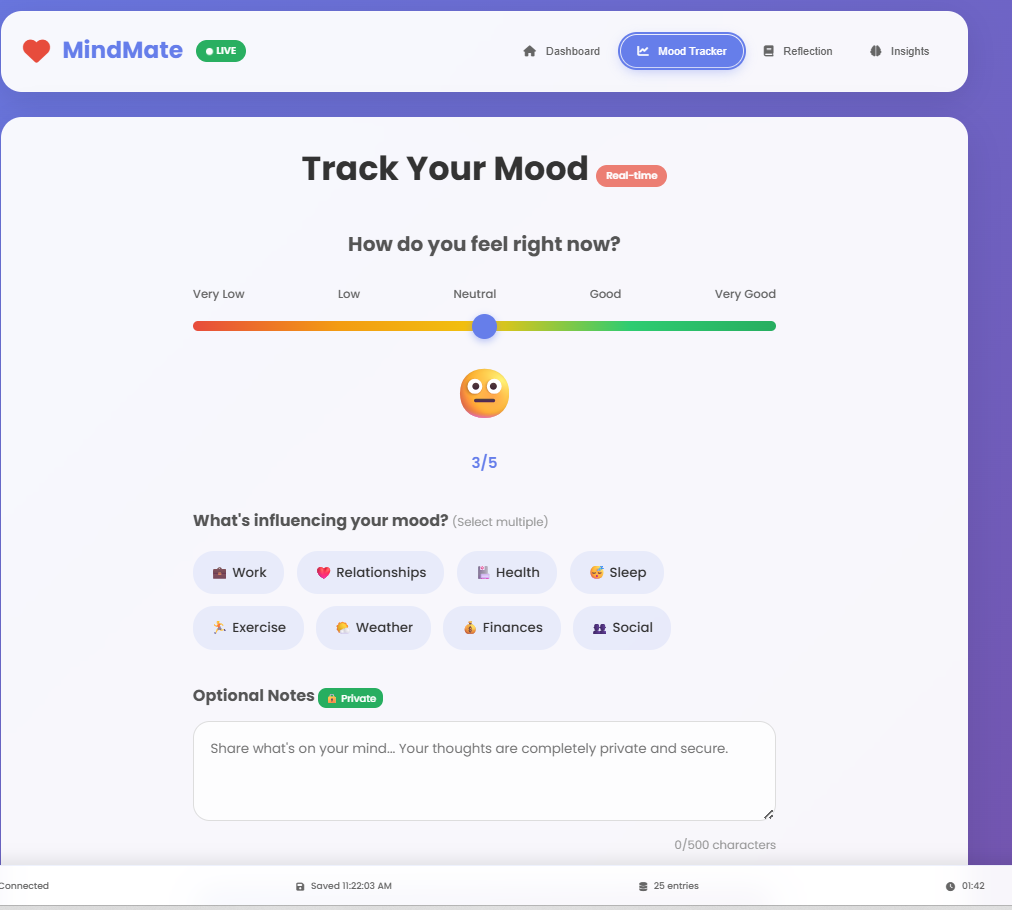 MindMate LIVE Dashboard Mood Tracker Reflection Insights
Track Your Mood Real-time
How do you feel right now?
Very Low Low Neutral Good Very Good
3/5
What's influencing your mood? (Select multiple)
Work Relationships Health Sleep
Exercise Weather Finances Social
Optional Notes Private
Share what's on your mind... Your thoughts are completely private and secure.
0/500 characters
Connected Saved 11:22:03 AM 25 entries 01:42